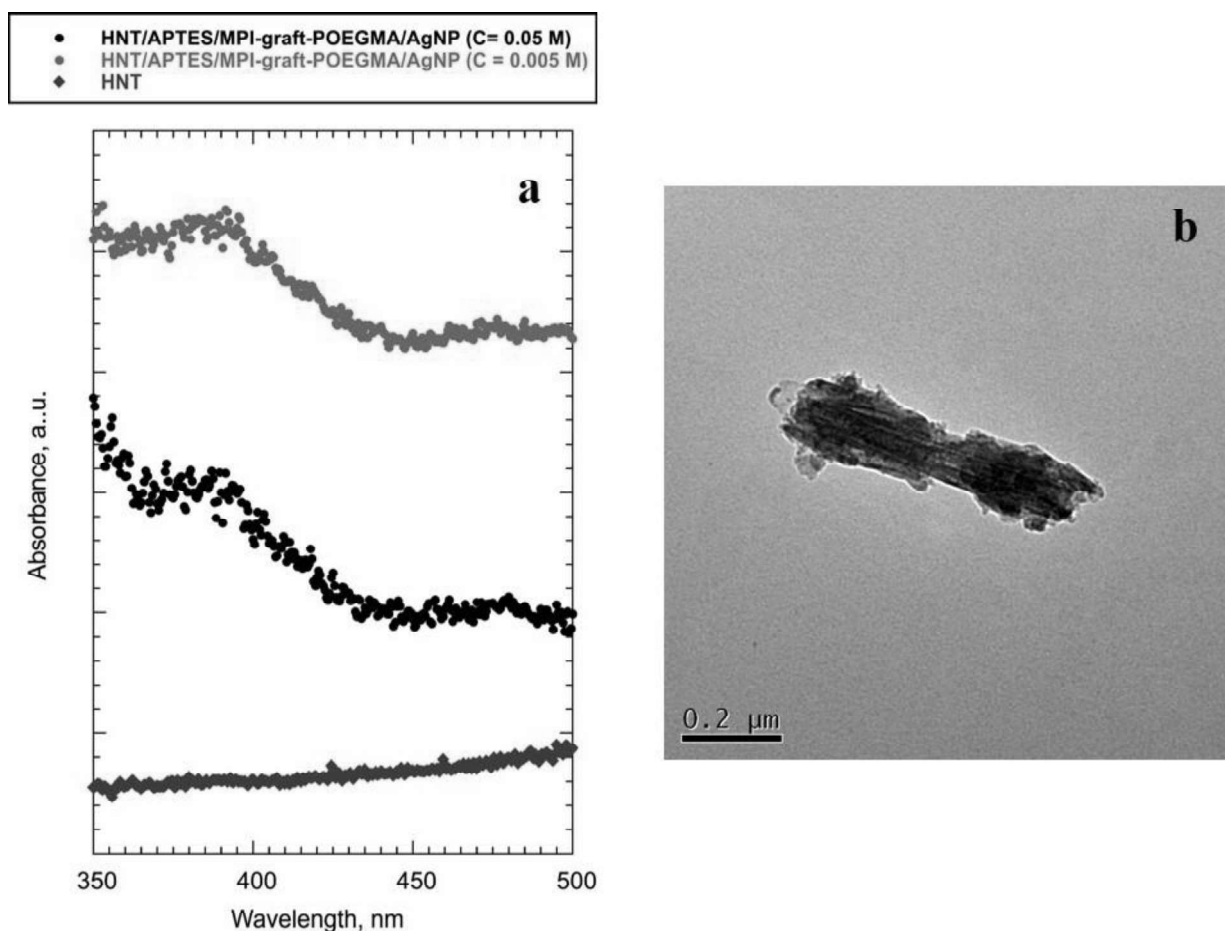 HNT/APTES/MPI-graft-POEGMA/AgNP (C= 0.05 M)
HNT/APTES/MPI-graft-POEGMA/AgNP (C = 0.005 M)
HNT
a
b
Absorbance, a..u.
0.2 µm
350 400 450 500
Wavelength, nm